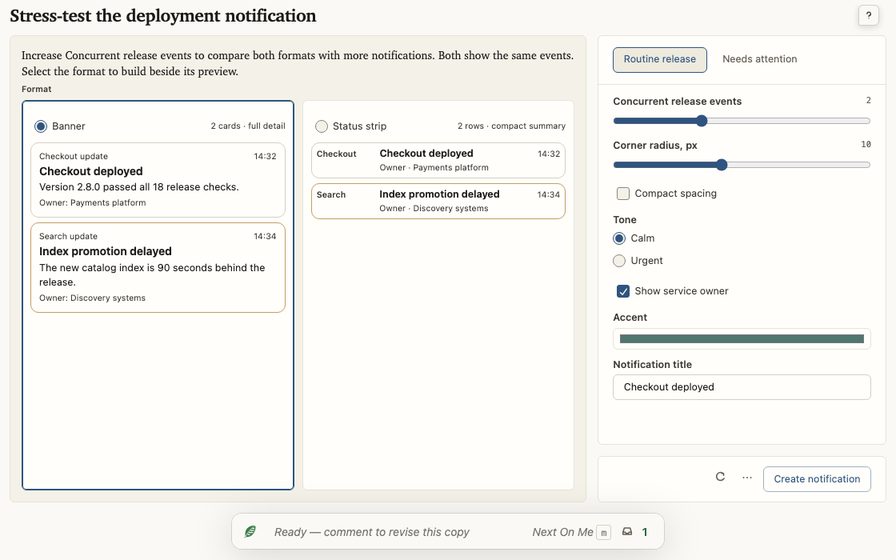 Stress-test the deployment notification
?
Increase Concurrent release events to compare both formats with more notifications. Both show the same events.
Select the format to build beside its preview.
Format
Banner
2 cards · full detail
Checkout update
14:32
Checkout deployed
Version 2.8.0 passed all 18 release checks.
Owner: Payments platform
Search update
14:34
Index promotion delayed
The new catalog index is 90 seconds behind the
release.
Owner: Discovery systems
Status strip
2 rows · compact summary
Checkout
Checkout deployed
14:32
Owner · Payments platform
Search
Index promotion delayed
14:34
Owner · Discovery systems
Routine release
Needs attention
Concurrent release events
2
Corner radius, px
10
Compact spacing
Tone
Calm
Urgent
Show service owner
Accent
Notification title
Checkout deployed
···
Create notification
Ready — comment to revise this copy
Next On Me
m
1